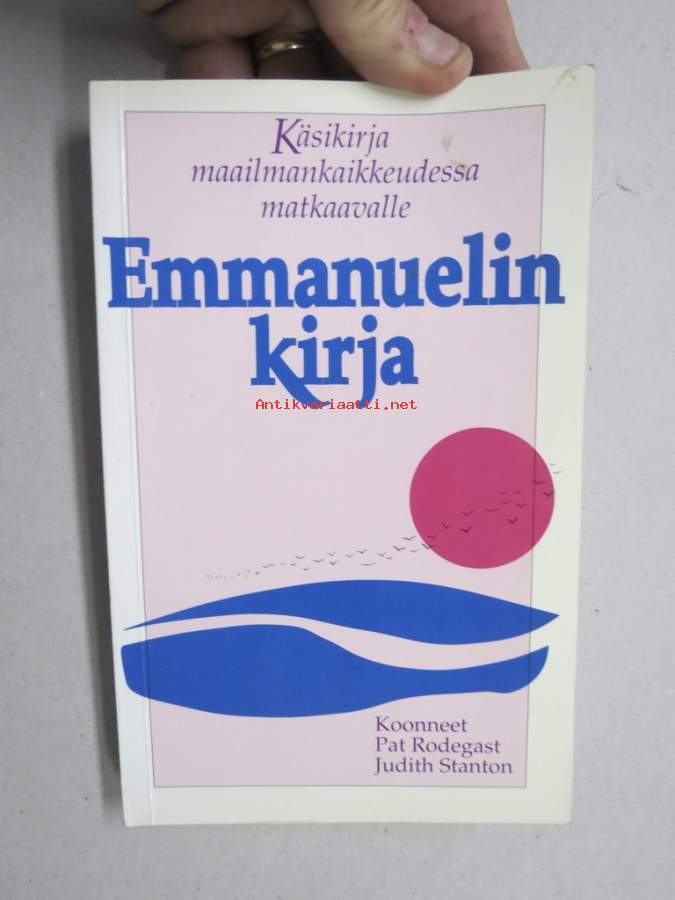 Käsikirja
maailmankaikkeudessa
matkaavalle
Emmanuelin
kirja
Antikvariaatti.net
Koonneet
Pat Rodegast
Judith Stanton